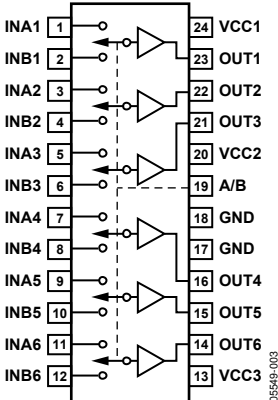 INA1 1 24 VCC1
INB1 2 23 OUT1
INA2 3 22 OUT2
INB2 4 21 OUT3
INA3 5 20 VCC2
INB3 6 19 A/B
INA4 7 18 GND
INB4 8 17 GND
INA5 9 16 OUT4
INB5 10 15 OUT5
INA6 11 14 OUT6
INB6 12 13 VCC3
05549-003